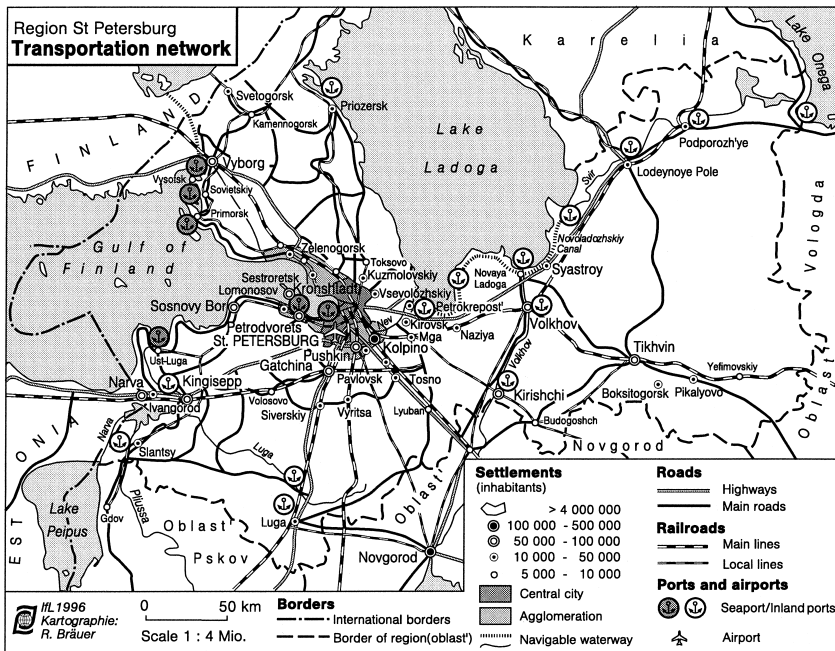 Region St Petersburg
Transportation network
Karelia
Lake
Onega
FINLAND
Svetogorsk
Kamennogorsk
Priozersk
Lake
Ladoga
Podporozh'ye
Lodeynoye Pole
Svir
Vyborg
Vysotsk
Sovietskiy
Primorsk
Gulf of
Finland
Zelenogorsk
Toksovo
Kuzmolovskiy
Sestroretsk
Lomonosov
Kronshtadt
Vsevolozhskiy
Novaya
Ladoga
Novoladozhskiy
Canal
Syastroy
Sosnovy Bor
Petrokrepost'
Petrodvorets
St. PETERSBURG
Nev
Kirovsk
Mga
Naziya
Volkhov
Volkhov
Kolpino
Pushkin
Pavlovsk
Gatchina
Tosno
Ust-Luga
Narva
Ivangorod
Kingisepp
Volosovo
Siverskiy
Vyritsa
Lyuban
Kirishchi
Budogoshch
Tikhvin
Boksitogorsk
Pikalyovo
Yefimovskiy
Vologda
Oblast'
Novgorod
Oblast'
ESTONIA
Narva
Slantsy
Gdov
Pliussa
Luga
Luga
Lake
Peipus
Oblast'
Pskov
Novgorod
Settlements
(inhabitants)
> 4 000 000
100 000 - 500 000
50 000 - 100 000
10 000 - 50 000
5 000 - 10 000
Central city
Agglomeration
Navigable waterway
Roads
Highways
Main roads
Railroads
Main lines
Local lines
Ports and airports
Seaport/Inland ports
Airport
IfL1996
Kartographie:
R. Bräuer
0 50 km
Scale 1 : 4 Mio.
Borders
International borders
Border of region(oblast')